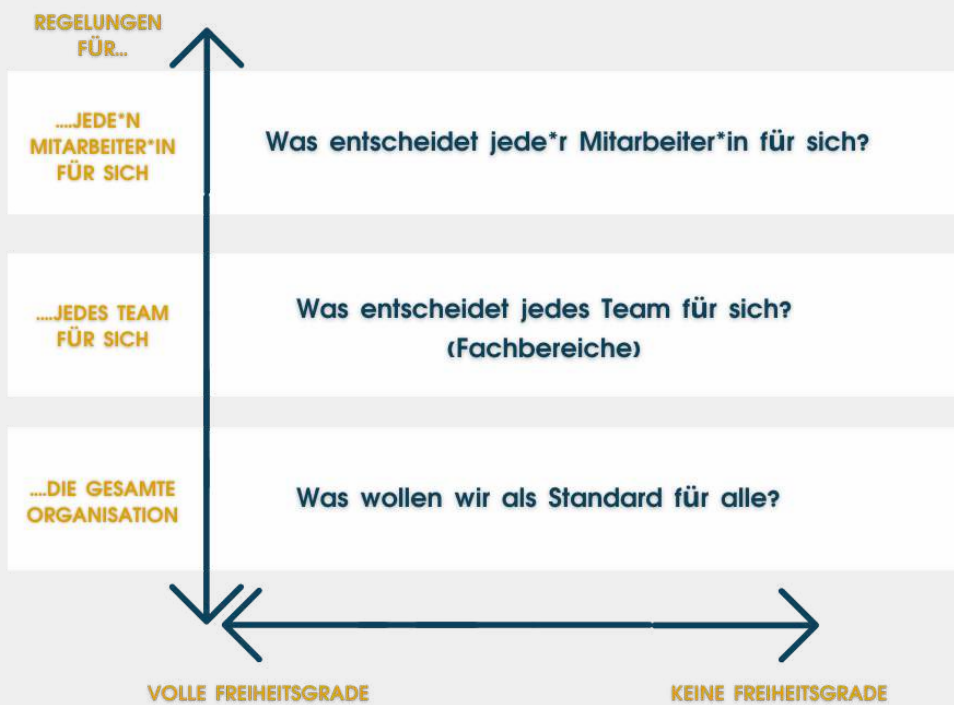 REGELUNGEN
FÜR...
....JEDE*N
MITARBEITER*IN
FÜR SICH
Was entscheidet jede*r Mitarbeiter*in für sich?
....JEDES TEAM
FÜR SICH
Was entscheidet jedes Team für sich?
(Fachbereiche)
....DIE GESAMTE
ORGANISATION
Was wollen wir als Standard für alle?
VOLLE FREIHEITSGRADE
KEINE FREIHEITSGRADE